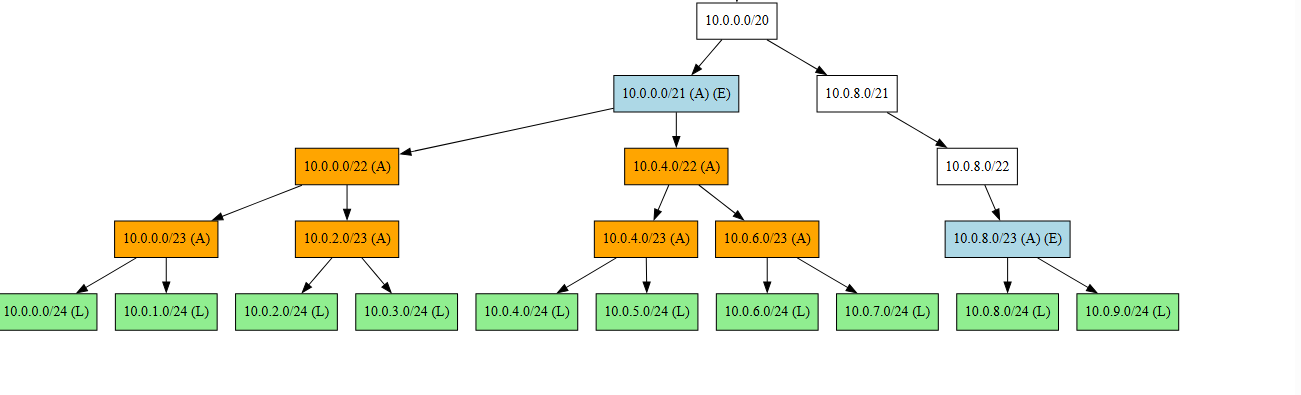 10.0.0.0/20
10.0.0.0/21 (A) (E)
10.0.8.0/21
10.0.0.0/22 (A)
10.0.4.0/22 (A)
10.0.8.0/22
10.0.0.0/23 (A)
10.0.2.0/23 (A)
10.0.4.0/23 (A)
10.0.6.0/23 (A)
10.0.8.0/23 (A) (E)
10.0.0.0/24 (L)
10.0.1.0/24 (L)
10.0.2.0/24 (L)
10.0.3.0/24 (L)
10.0.4.0/24 (L)
10.0.5.0/24 (L)
10.0.6.0/24 (L)
10.0.7.0/24 (L)
10.0.8.0/24 (L)
10.0.9.0/24 (L)